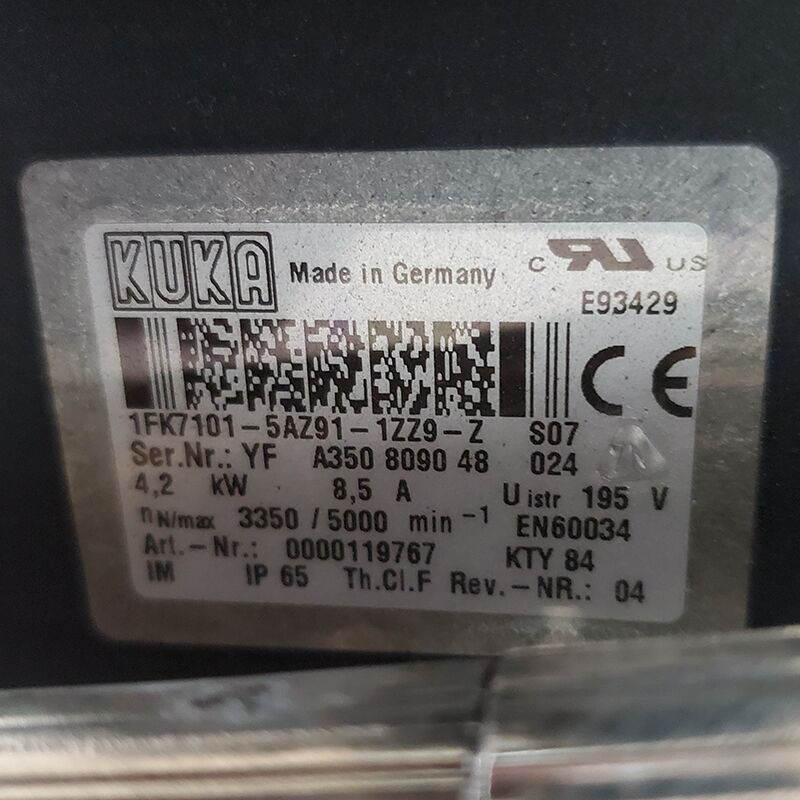 KUKA Made in Germany C RU US
E93429
CE
1FK7101-5AZ91-1ZZ9-Z S07
Ser.Nr.: YF A350 8090 48 024
4,2 kW 8,5 A U istr 195 V
nN/max 3350 / 5000 min -1 EN60034
Art.-Nr.: 0000119767 KTY 84
IM IP 65 Th.Cl.F Rev.-NR.: 04